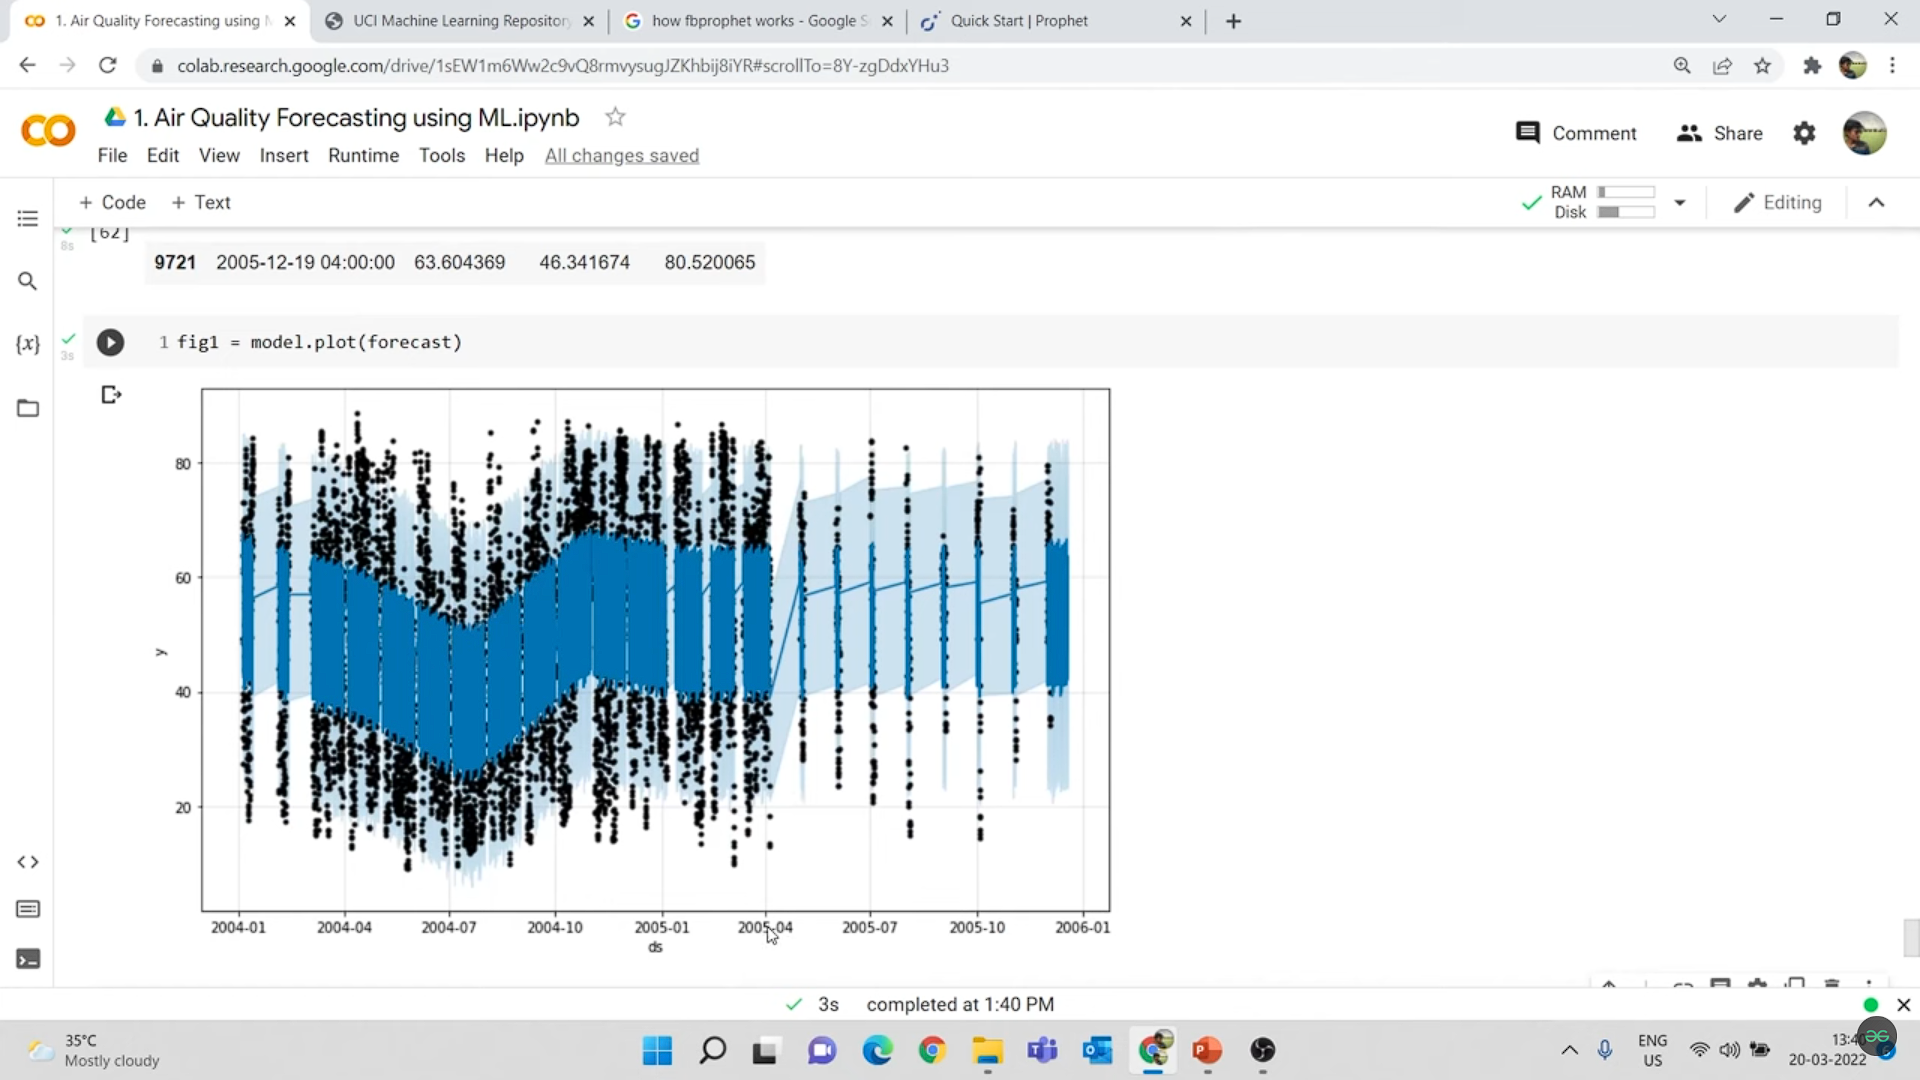 1. Air Quality Forecasting using M
UCI Machine Learning Repository
how fbprophet works - Google S
Quick Start | Prophet
colab.research.google.com/drive/1sEW1m6Ww2c9vQ8rmvysugJZKhbij8iYR#scrollTo=8Y-zgDdxYHu3
CO
1. Air Quality Forecasting using ML.ipynb
Comment
Share
File Edit View Insert Runtime Tools Help All changes saved
+ Code + Text
RAM
Disk
Editing
[62]
8s
9721 2005-12-19 04:00:00 63.604369 46.341674 80.520065
{x}
3s
1 fig1 = model.plot(forecast)
80
60
40
20
y
2004-01 2004-04 2004-07 2004-10 2005-01 2005-04 2005-07 2005-10 2006-01
ds
3s completed at 1:40 PM
35°C
Mostly cloudy
ENG
US
20-03-2022